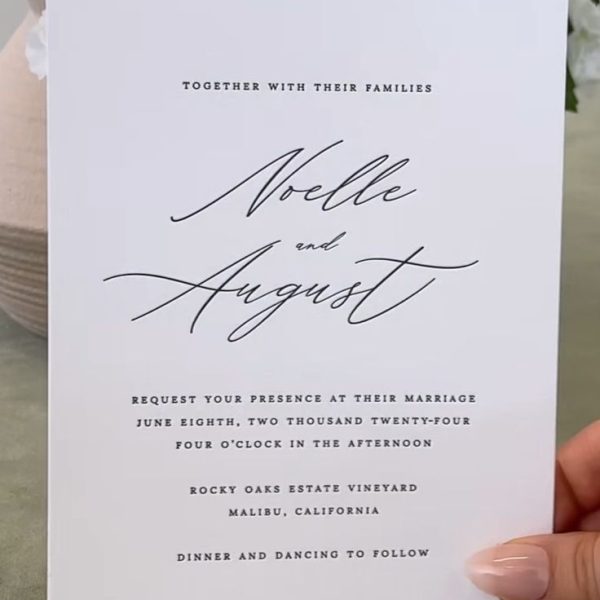 TOGETHER WITH THEIR FAMILIES
Noelle
and
August
REQUEST YOUR PRESENCE AT THEIR MARRIAGE
JUNE EIGHTH, TWO THOUSAND TWENTY-FOUR
FOUR O'CLOCK IN THE AFTERNOON
ROCKY OAKS ESTATE VINEYARD
MALIBU, CALIFORNIA
DINNER AND DANCING TO FOLLOW